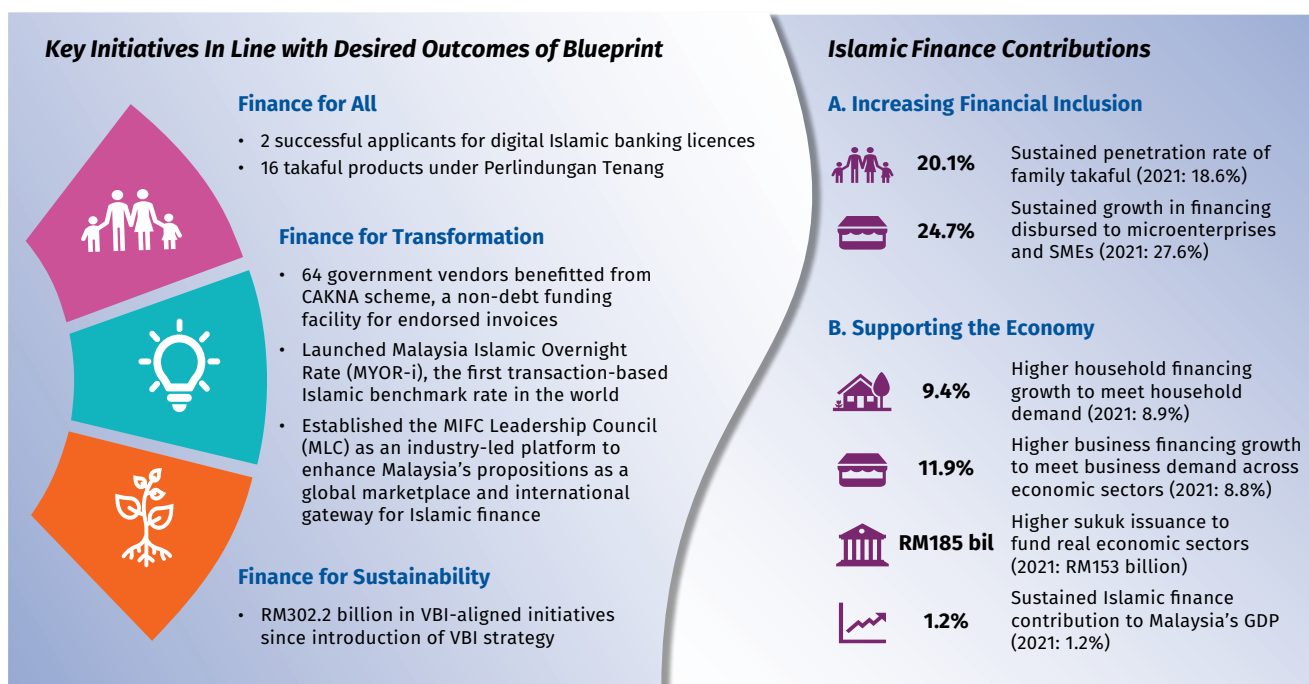 Key Initiatives In Line with Desired Outcomes of Blueprint
Finance for All
• 2 successful applicants for digital Islamic banking licences
• 16 takaful products under Perlindungan Tenang
Finance for Transformation
• 64 government vendors benefitted from
CAKNA scheme, a non-debt funding
facility for endorsed invoices
• Launched Malaysia Islamic Overnight
Rate (MYOR-i), the first transaction-based
Islamic benchmark rate in the world
• Established the MIFC Leadership Council
(MLC) as an industry-led platform to
enhance Malaysia's propositions as a
global marketplace and international
gateway for Islamic finance
Finance for Sustainability
• RM302.2 billion in VBI-aligned initiatives
since introduction of VBI strategy
Islamic Finance Contributions
A. Increasing Financial Inclusion
20.1%
Sustained penetration rate of
family takaful (2021: 18.6%)
24.7%
Sustained growth in financing
disbursed to microenterprises
and SMEs (2021: 27.6%)
B. Supporting the Economy
9.4%
Higher household financing
growth to meet household
demand (2021: 8.9%)
11.9%
Higher business financing growth
to meet business demand across
economic sectors (2021: 8.8%)
RM185 bil
Higher sukuk issuance to
fund real economic sectors
(2021: RM153 billion)
1.2%
Sustained Islamic finance
contribution to Malaysia's GDP
(2021: 1.2%)